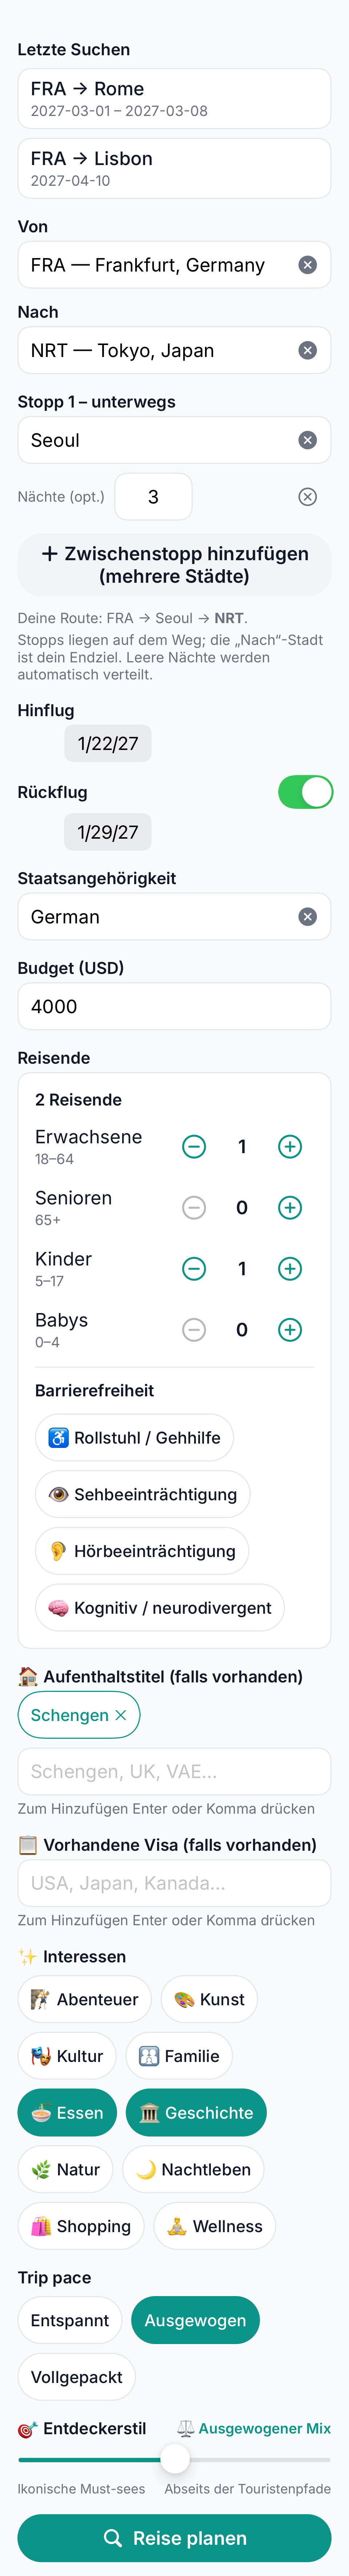 Letzte Suchen
FRA → Rome
2027-03-01 – 2027-03-08
FRA → Lisbon
2027-04-10
Von
FRA — Frankfurt, Germany
Nach
NRT — Tokyo, Japan
Stopp 1 – unterwegs
Seoul
Nächte (opt.) 3
+ Zwischenstopp hinzufügen
(mehrere Städte)
Deine Route: FRA → Seoul → NRT.
Stopps liegen auf dem Weg; die „Nach“-Stadt
ist dein Endziel. Leere Nächte werden
automatisch verteilt.
Hinflug
1/22/27
Rückflug
1/29/27
Staatsangehörigkeit
German
Budget (USD)
4000
Reisende
2 Reisende
Erwachsene 1
18–64
Senioren 0
65+
Kinder 1
5–17
Babys 0
0–4
Barrierefreiheit
Rollstuhl / Gehhilfe
Sehbeeinträchtigung
Hörbeeinträchtigung
Kognitiv / neurodivergent
Aufenthaltstitel (falls vorhanden)
Schengen ×
Schengen, UK, VAE...
Zum Hinzufügen Enter oder Komma drücken
Vorhandene Visa (falls vorhanden)
USA, Japan, Kanada...
Zum Hinzufügen Enter oder Komma drücken
Interessen
Abenteuer Kunst
Kultur Familie
Essen Geschichte
Natur Nachtleben
Shopping Wellness
Trip pace
Entspannt Ausgewogen
Vollgepackt
Entdeckerstil Ausgewogener Mix
Ikonische Must-sees Abseits der Touristenpfade
Reise planen